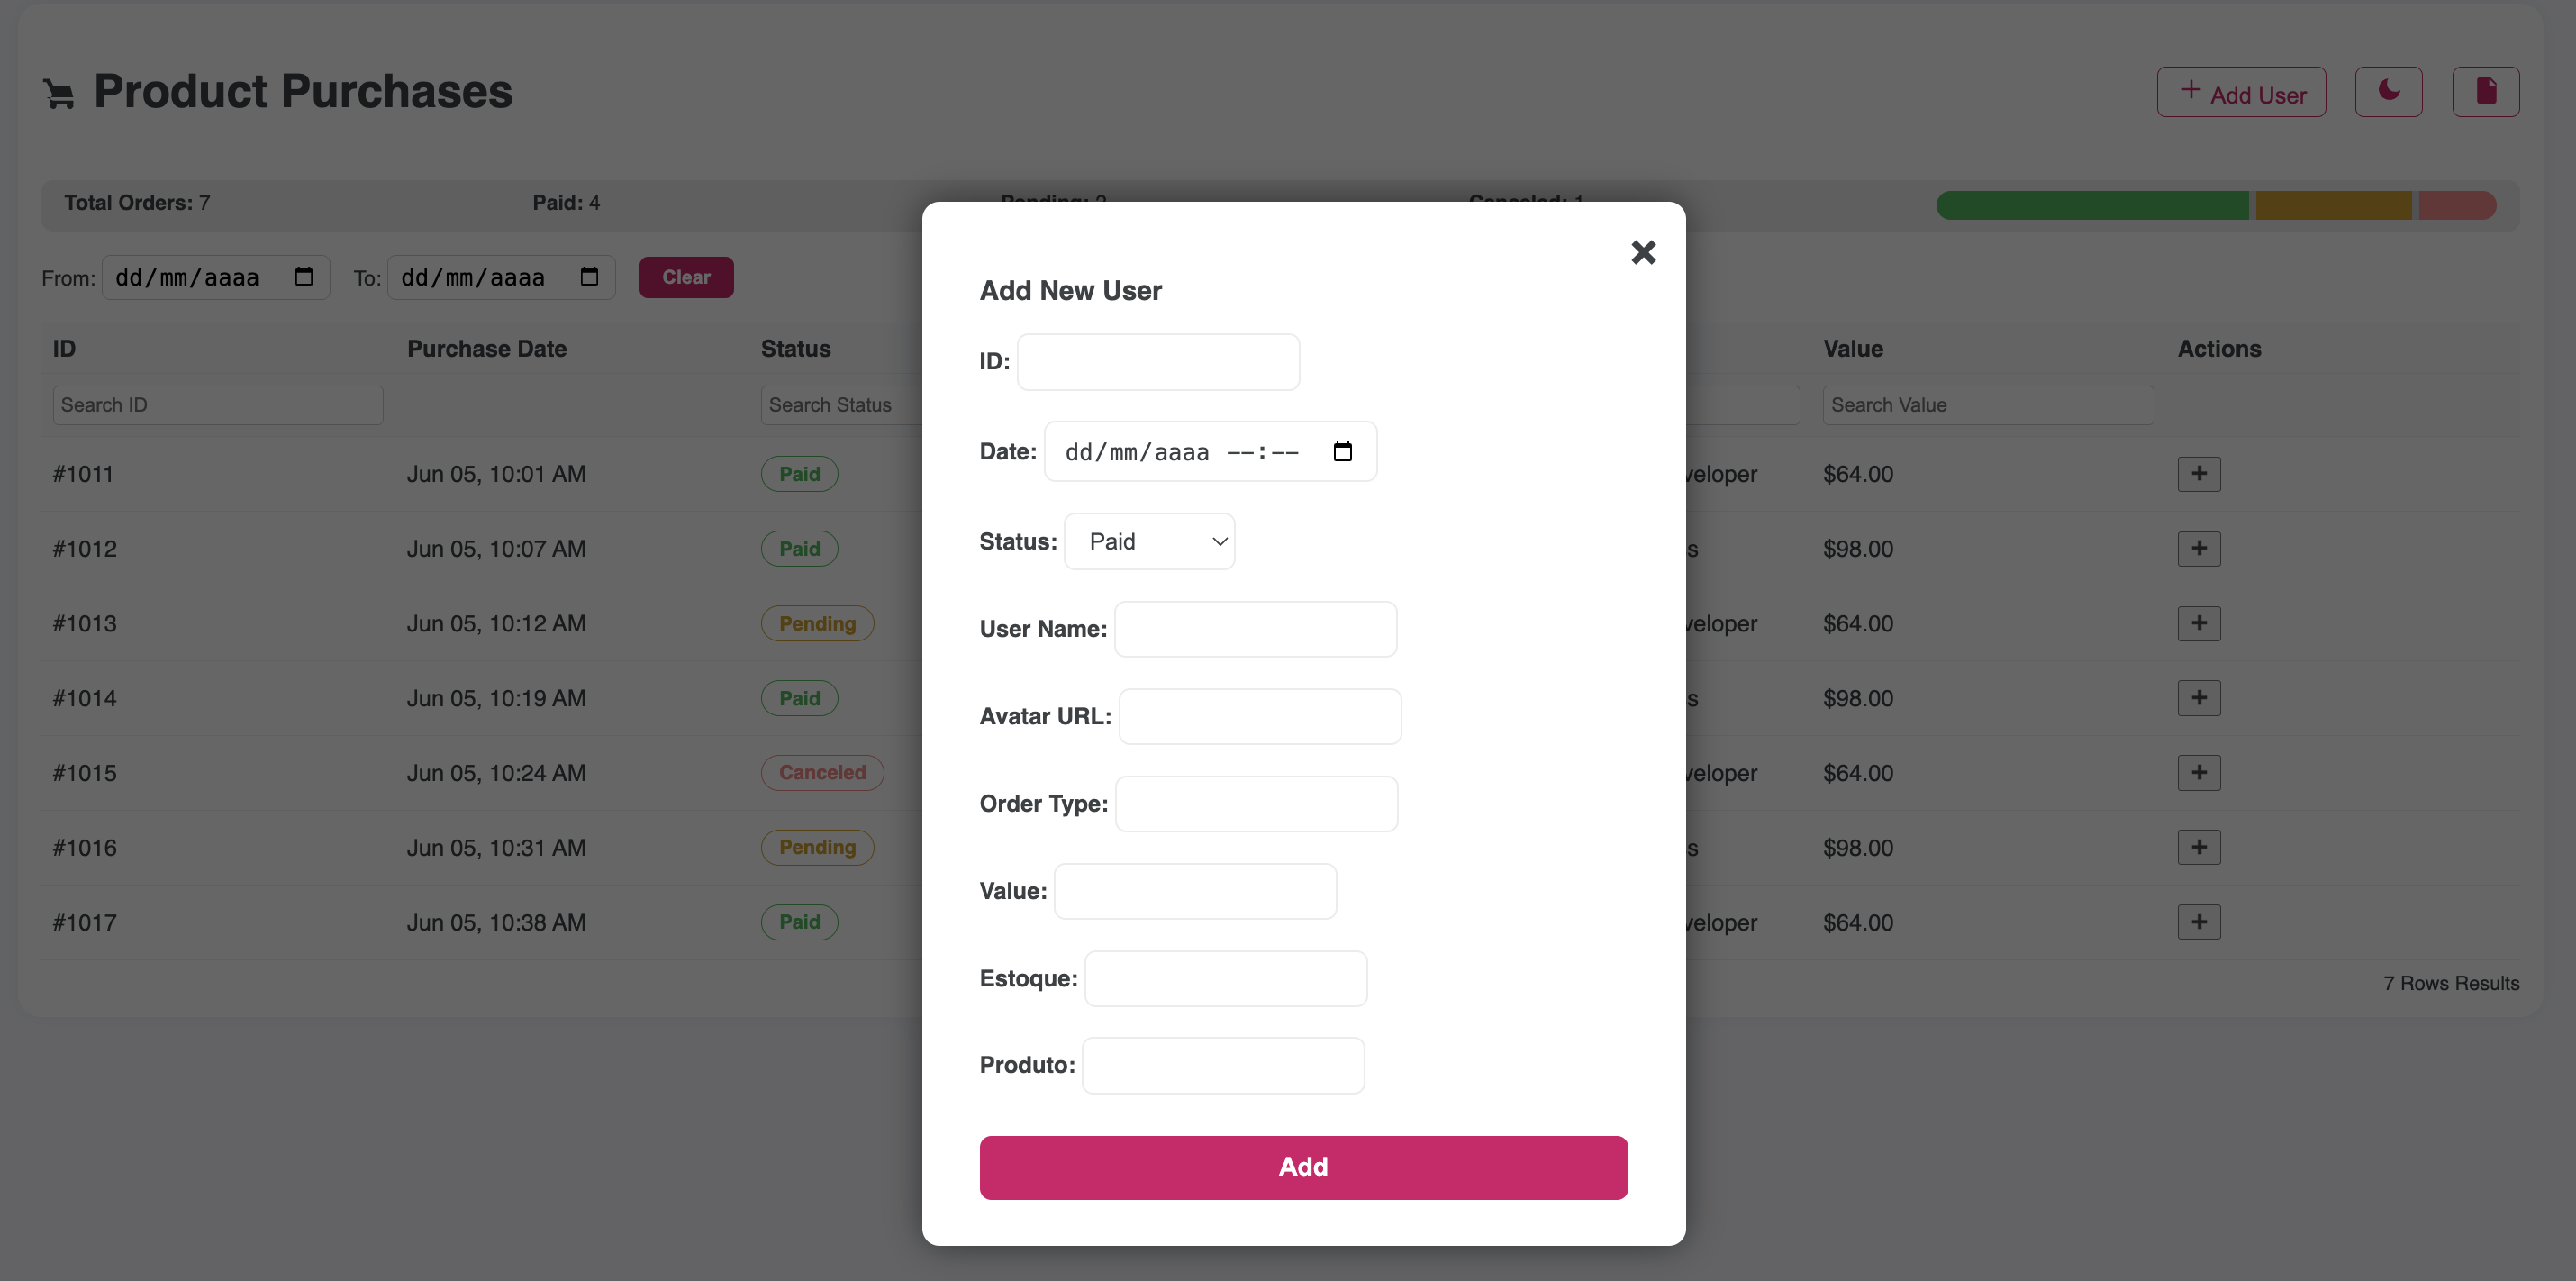 Product Purchases
Add User
Total Orders: 7 Paid: 4
From: dd/mm/aaaa To: dd/mm/aaaa Clear
ID Purchase Date Status Value Actions
Search ID Search Status Search Value
#1011 Jun 05, 10:01 AM Paid $64.00
#1012 Jun 05, 10:07 AM Paid $98.00
#1013 Jun 05, 10:12 AM Pending $64.00
#1014 Jun 05, 10:19 AM Paid $98.00
#1015 Jun 05, 10:24 AM Canceled $64.00
#1016 Jun 05, 10:31 AM Pending $98.00
#1017 Jun 05, 10:38 AM Paid $64.00
7 Rows Results
Add New User
ID:
Date: dd/mm/aaaa --:--
Status: Paid
User Name:
Avatar URL:
Order Type:
Value:
Estoque:
Produto:
Add